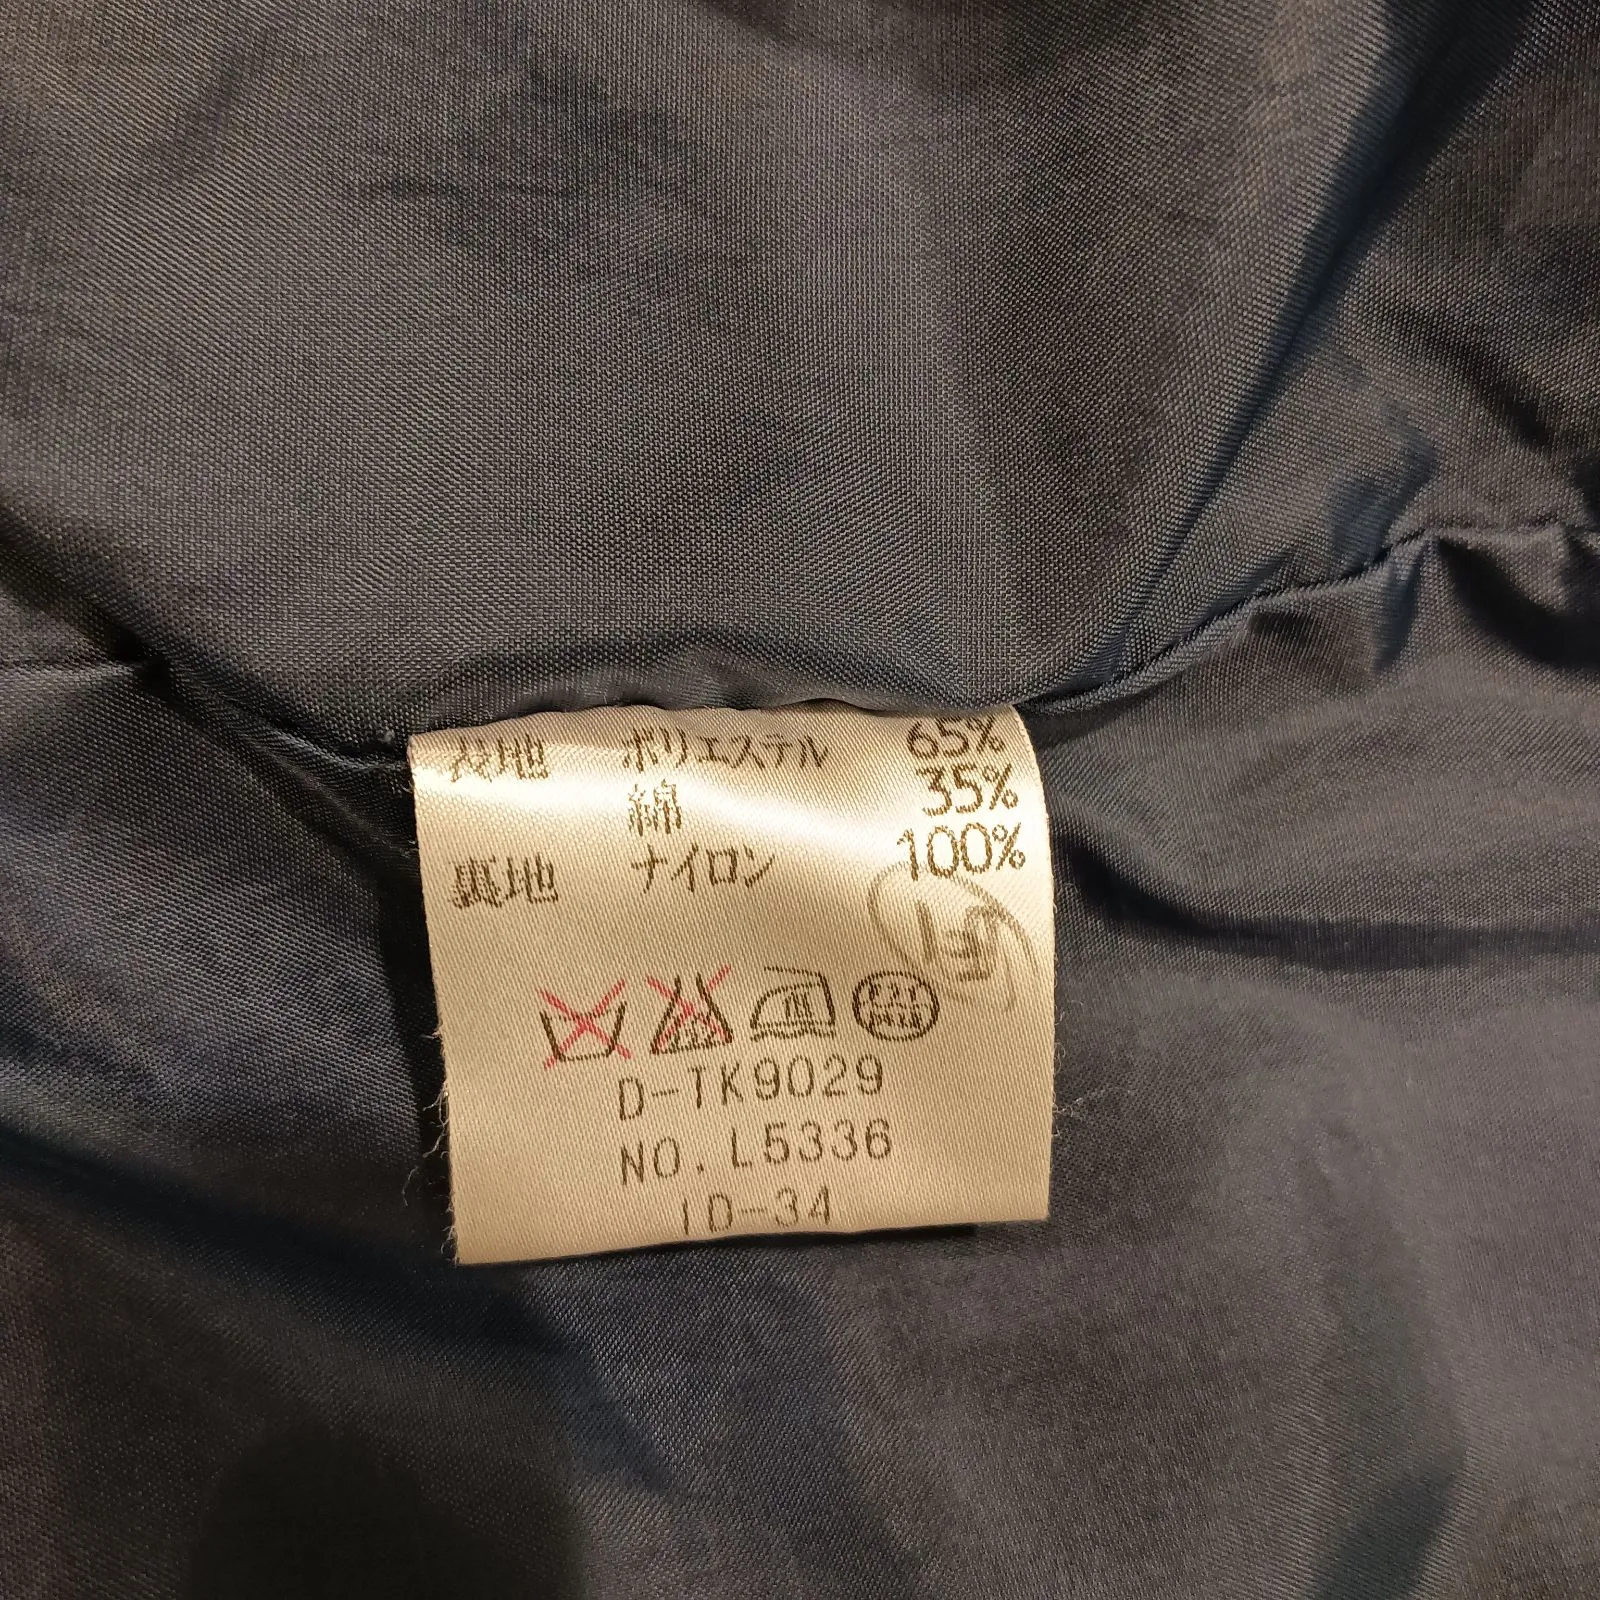 表地 ポリエステル 65%
綿 35%
裏地 ナイロン 100%
D-TK9029
NO. L5336
ID-34